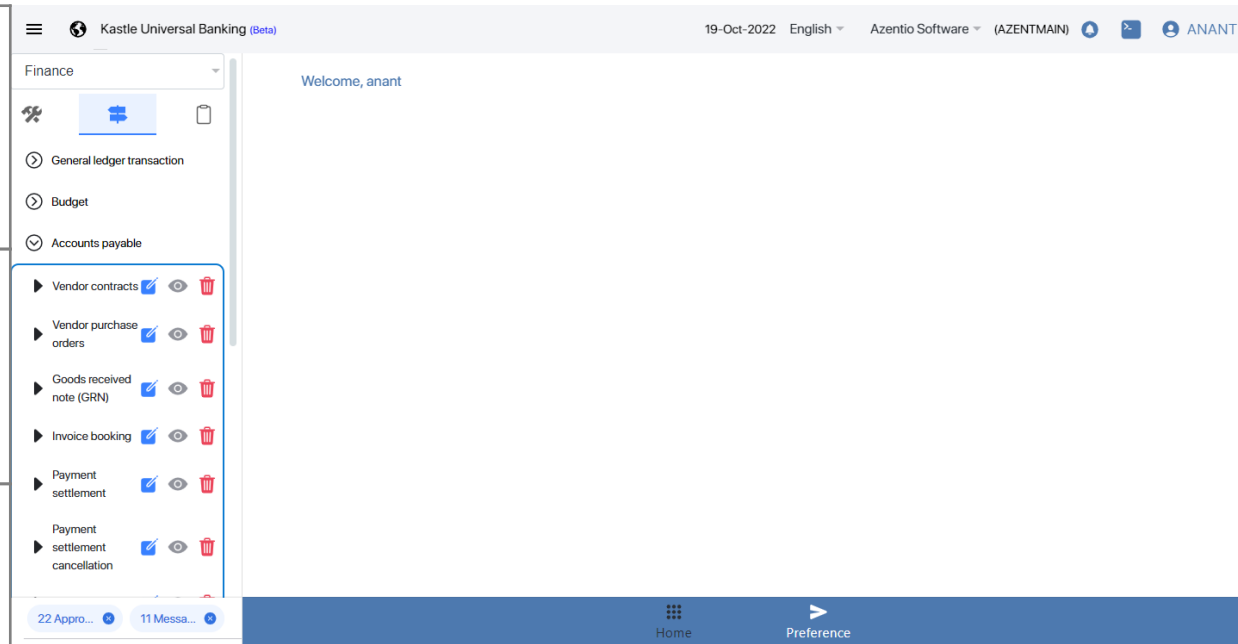 Kastle Universal Banking (Beta)
19-Oct-2022 English Azentio Software (AZENTMAIN) ANANT
Finance
Welcome, anant
General ledger transaction
Budget
Accounts payable
Vendor contracts
Vendor purchase
orders
Goods received
note (GRN)
Invoice booking
Payment
settlement
Payment
settlement
cancellation
22 Appro...
11 Messa...
Home
Preference